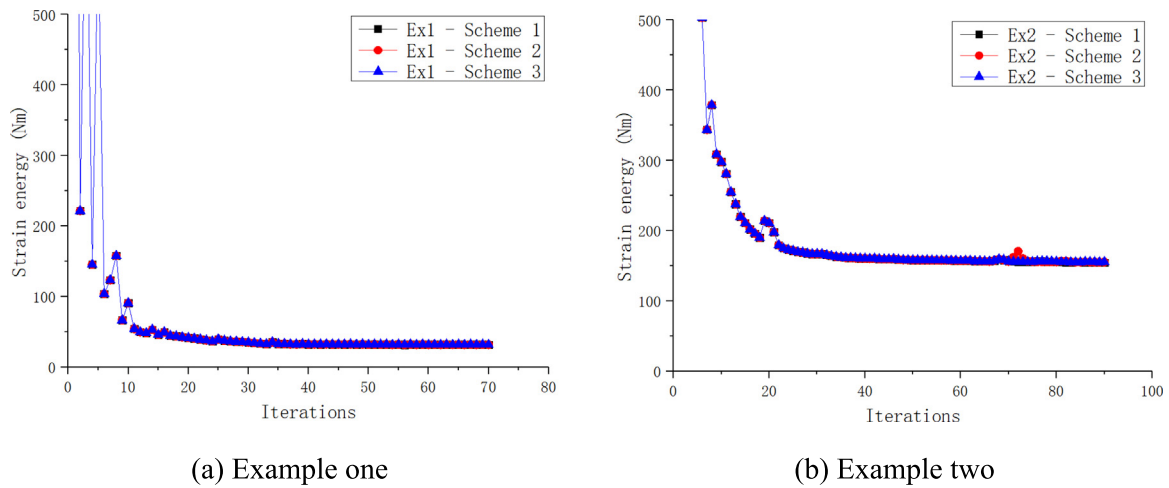 500
400
300
200
100
0
Strain energy (Nm)
0 10 20 30 40 50 60 70 80
Iterations
Ex1 - Scheme 1
Ex1 - Scheme 2
Ex1 - Scheme 3
(a) Example one
500
400
300
200
100
0
Strain energy (Nm)
0 20 40 60 80 100
Iterations
Ex2 - Scheme 1
Ex2 - Scheme 2
Ex2 - Scheme 3
(b) Example two